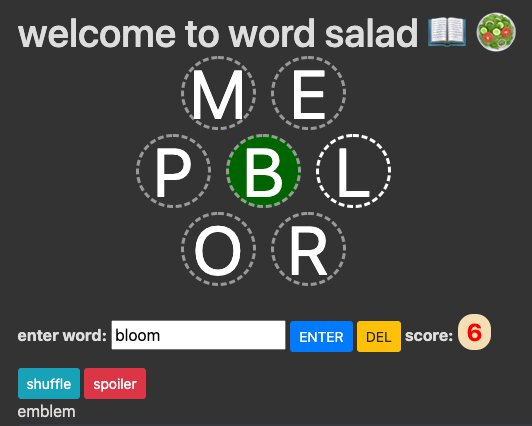 welcome to word salad 📖 🥗
M E
P B L
O R
enter word: bloom ENTER DEL score: 6
shuffle spoiler
emblem